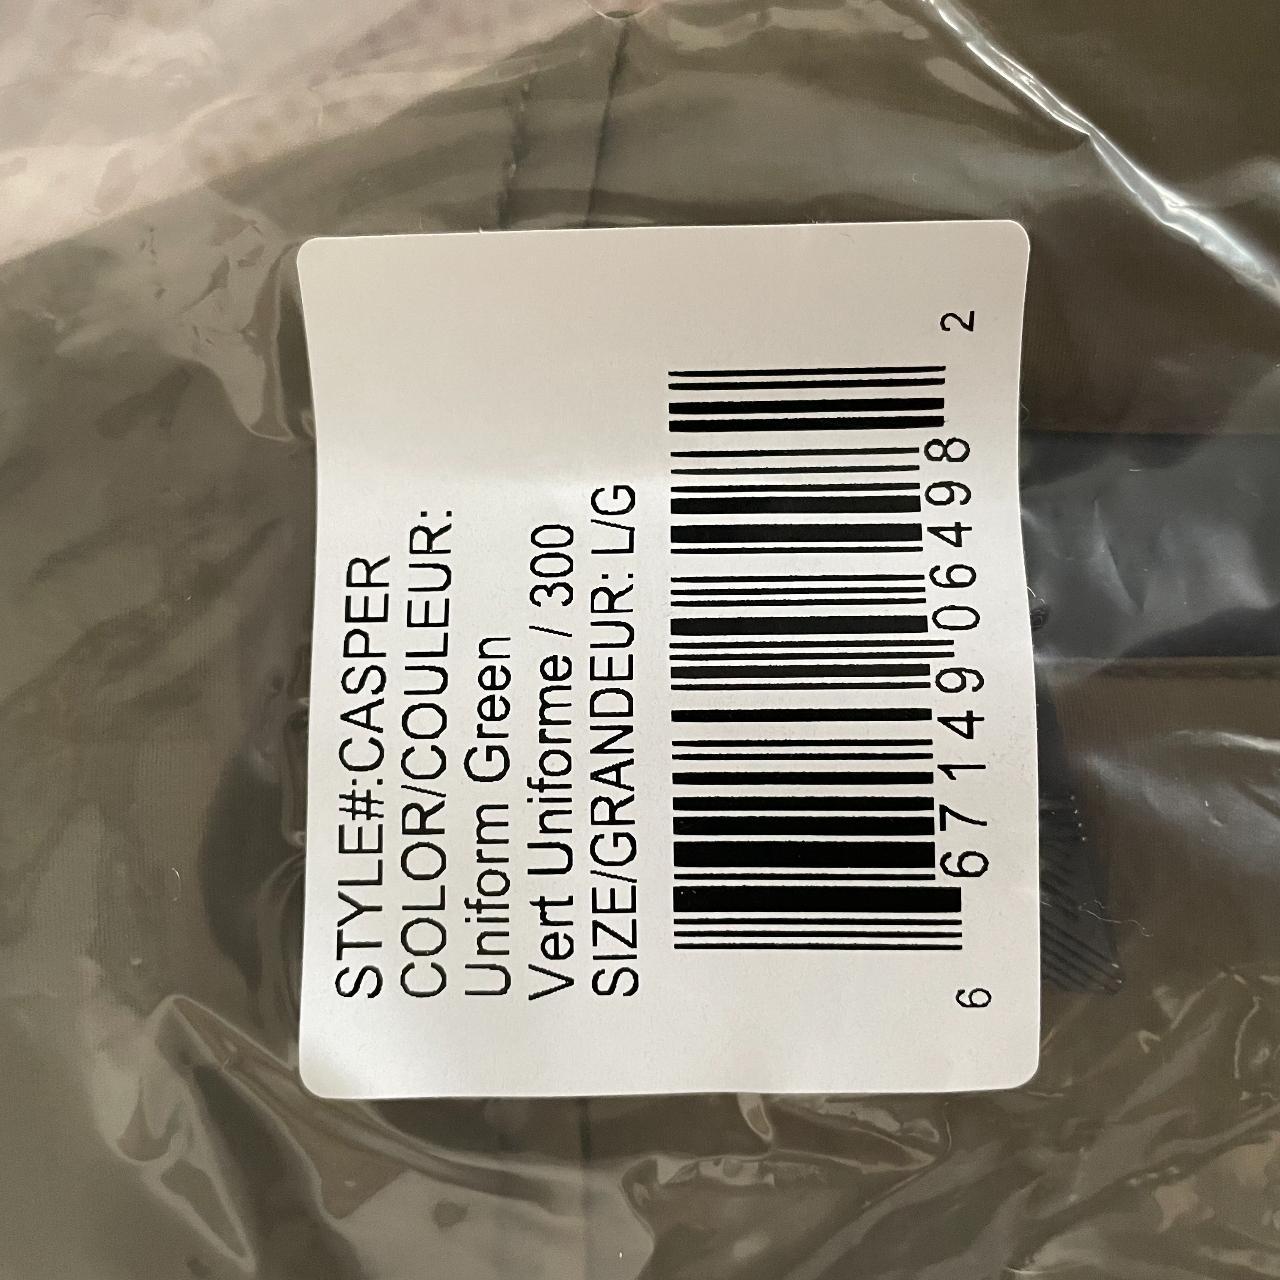 STYLE#:CASPER
COLOR/COULEUR:
Uniform Green
Vert Uniforme / 300
SIZE/GRANDEUR: L/G
6 67149 06498 2